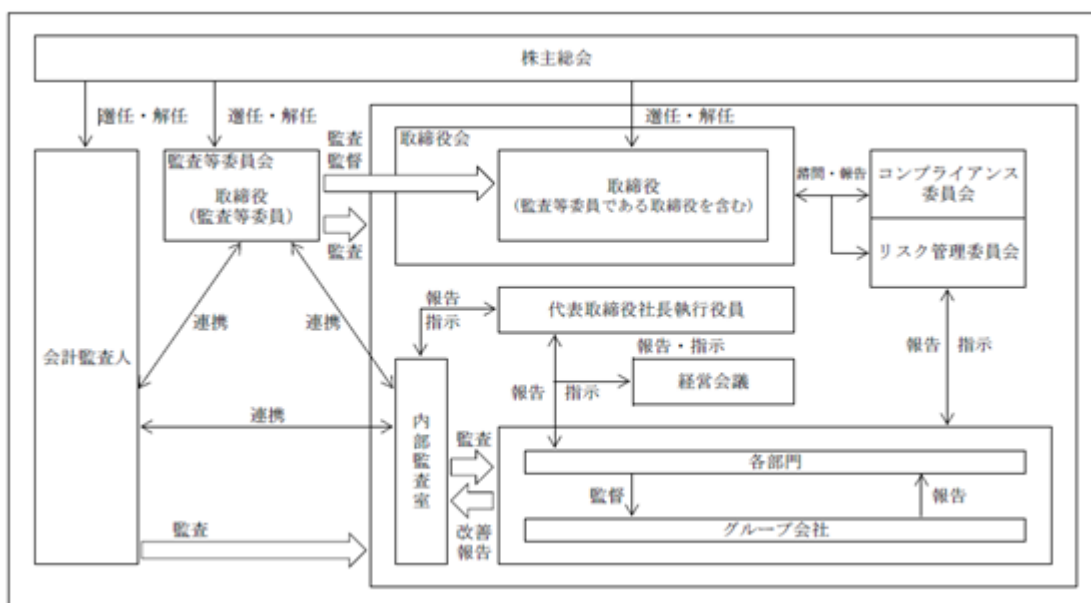 株主総会
選任・解任
選任・解任
選任・解任
監査
監督
取締役会
監査等委員会
取締役
（監査等委員）
取締役
（監査等委員である取締役を含む）
諮問・報告
コンプライアンス
委員会
リスク管理委員会
監査
報告
指示
代表取締役社長執行役員
連携
連携
会計監査人
報告・指示
報告
指示
経営会議
報告
指示
連携
内部監査室
監査
各部門
監督
報告
改善
報告
グループ会社
監査